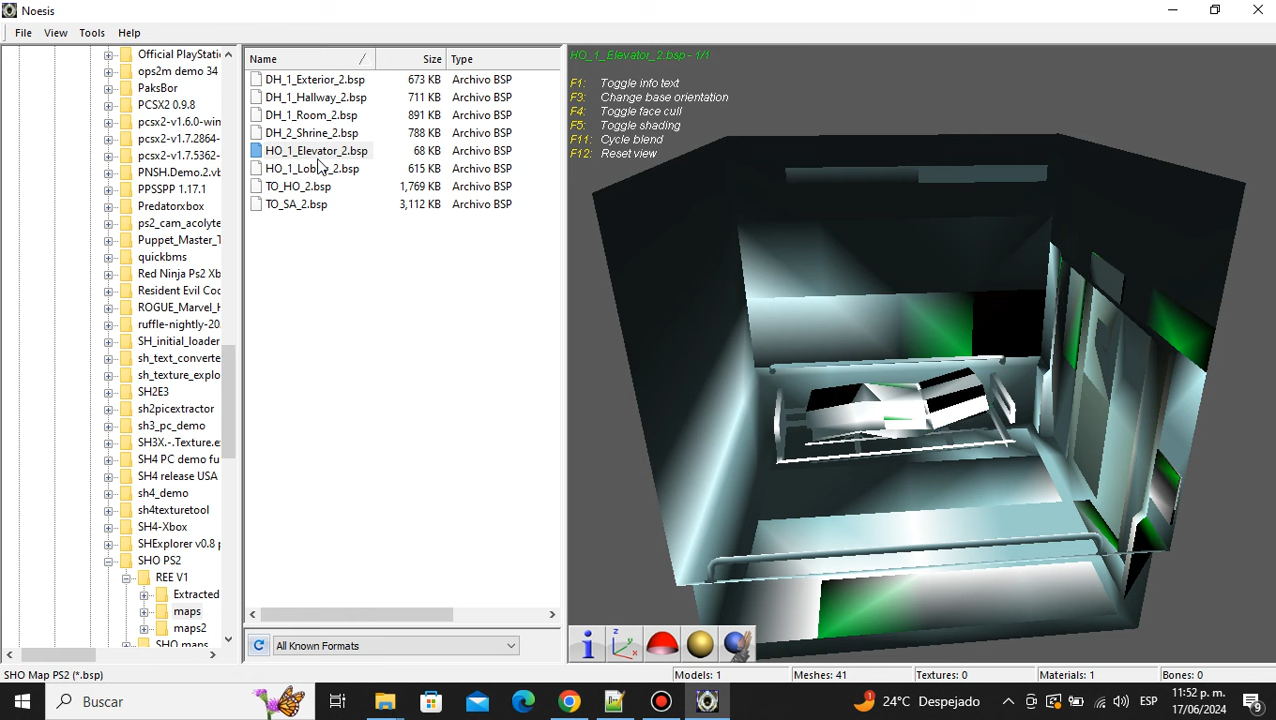 Noesis
File View Tools Help
Official PlayStati
ops2m demo 34
PaksBor
PCSX2 0.9.8
pcsx2-v1.6.0-win
pcsx2-v1.7.2864-
pcsx2-v1.7.5362-
PNSH.Demo.2.vb
PPSSPP 1.17.1
Predatorxbox
ps2_cam_acolyte
Puppet_Master_T
quickbms
Red Ninja Ps2 Xb
Resident Evil Coc
ROGUE_Marvel_H
ruffle-nightly-20
SH_initial_loader
sh_text_converte
sh_texture_explo
SH2E3
sh2picextractor
sh3_pc_demo
SH3X.-.Texture.e
SH4 PC demo fu
SH4 release USA
sh4_demo
sh4texturetool
SH4-Xbox
SHExplorer v0.8 p
SHO PS2
REE V1
Extracted
maps
maps2
SHO maps
Name Size Type
DH_1_Exterior_2.bsp 673 KB Archivo BSP
DH_1_Hallway_2.bsp 711 KB Archivo BSP
DH_1_Room_2.bsp 891 KB Archivo BSP
DH_2_Shrine_2.bsp 788 KB Archivo BSP
HO_1_Elevator_2.bsp 68 KB Archivo BSP
HO_1_Lobby_2.bsp 615 KB Archivo BSP
TO_HO_2.bsp 1,769 KB Archivo BSP
TO_SA_2.bsp 3,112 KB Archivo BSP
All Known Formats
HO_1_Elevator_2.bsp - 1/1
F1: Toggle info text
F3: Change base orientation
F4: Toggle face cull
F5: Toggle shading
F11: Cycle blend
F12: Reset view
SHO Map PS2 (*.bsp) Models: 1 Meshes: 41 Textures: 0 Materials: 1 Bones: 0
Buscar 24°C Despejado ESP 11:52 p. m.
17/06/2024 9